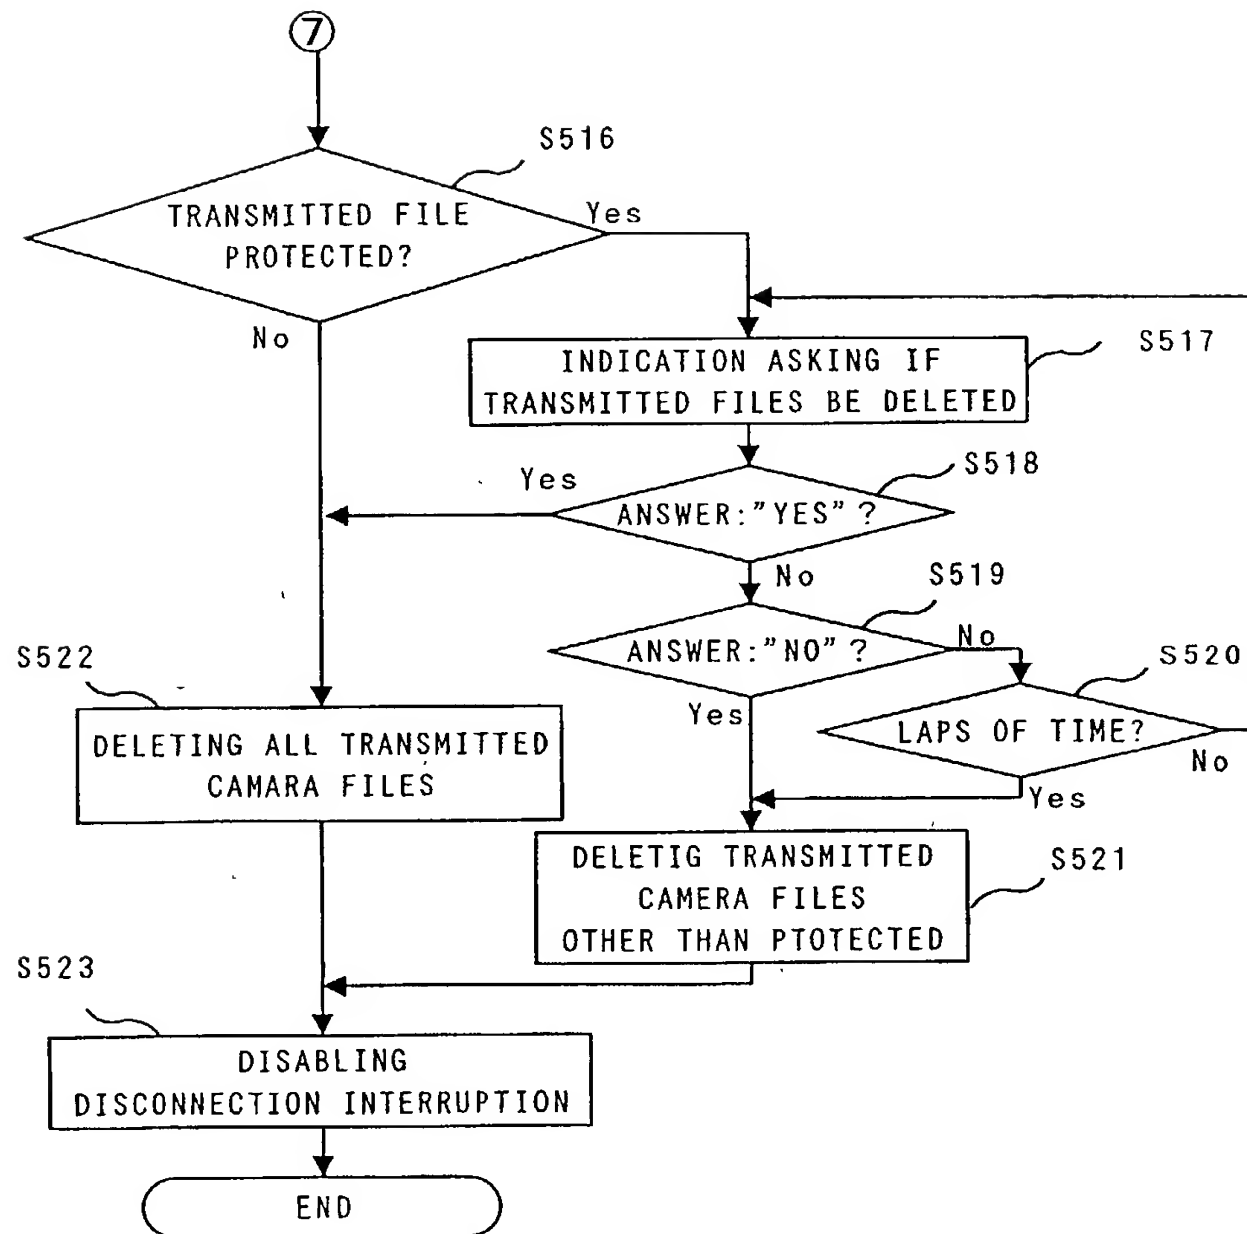 7
S516
TRANSMITTED FILE
PROTECTED?
Yes
No
S517
INDICATION ASKING IF
TRANSMITTED FILES BE DELETED
S518
Yes
ANSWER:"YES"?
No
S519
ANSWER:"NO"?
No
S520
Yes
LAPS OF TIME?
No
Yes
S522
DELETING ALL TRANSMITTED
CAMARA FILES
S521
DELETIG TRANSMITTED
CAMERA FILES
OTHER THAN PTOTECTED
S523
DISABLING
DISCONNECTION INTERRUPTION
END